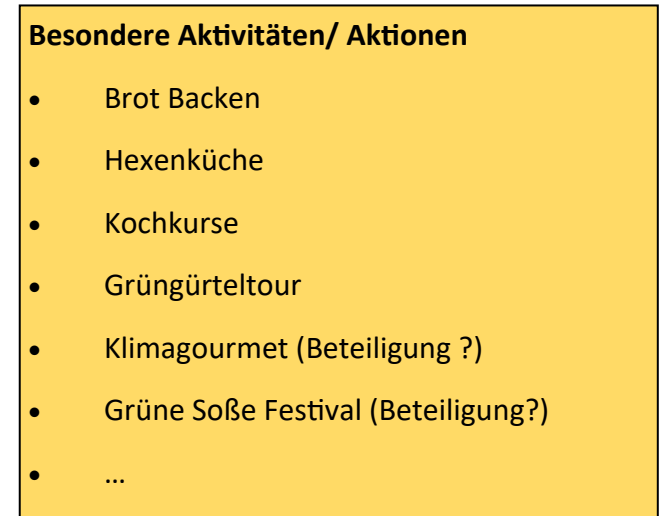 Besondere Aktivitäten/ Aktionen
• Brot Backen
• Hexenküche
• Kochkurse
• Grüngürteltour
• Klimagourmet (Beteiligung ?)
• Grüne Soße Festival (Beteiligung?)
• ...